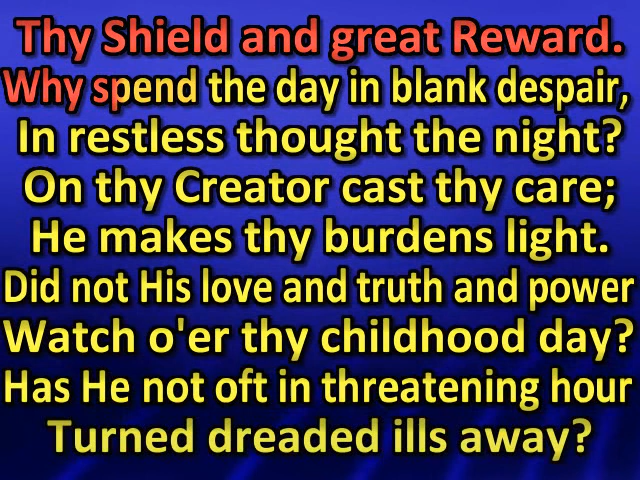 Thy Shield and great Reward.
Why spend the day in blank despair,
In restless thought the night?
On thy Creator cast thy care;
He makes thy burdens light.
Did not His love and truth and power
Watch o'er thy childhood day?
Has He not oft in threatening hour
Turned dreaded ills away?